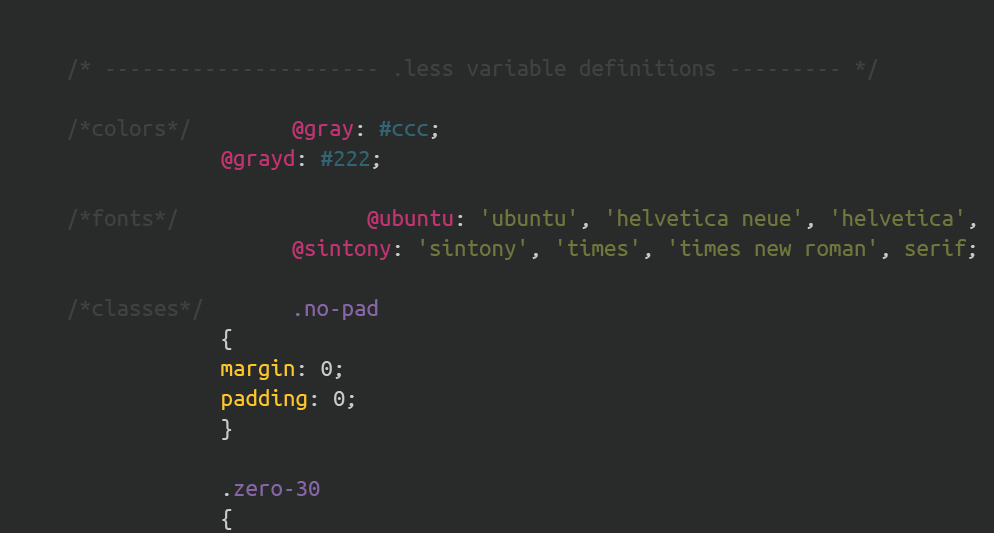 /* ---------------------- .less variable definitions --------- */
/*colors*/ @gray: #ccc;
@grayd: #222;
/*fonts*/ @ubuntu: 'ubuntu', 'helvetica neue', 'helvetica',
@sintony: 'sintony', 'times', 'times new roman', serif;
/*classes*/ .no-pad
{
margin: 0;
padding: 0;
}
.zero-30
{